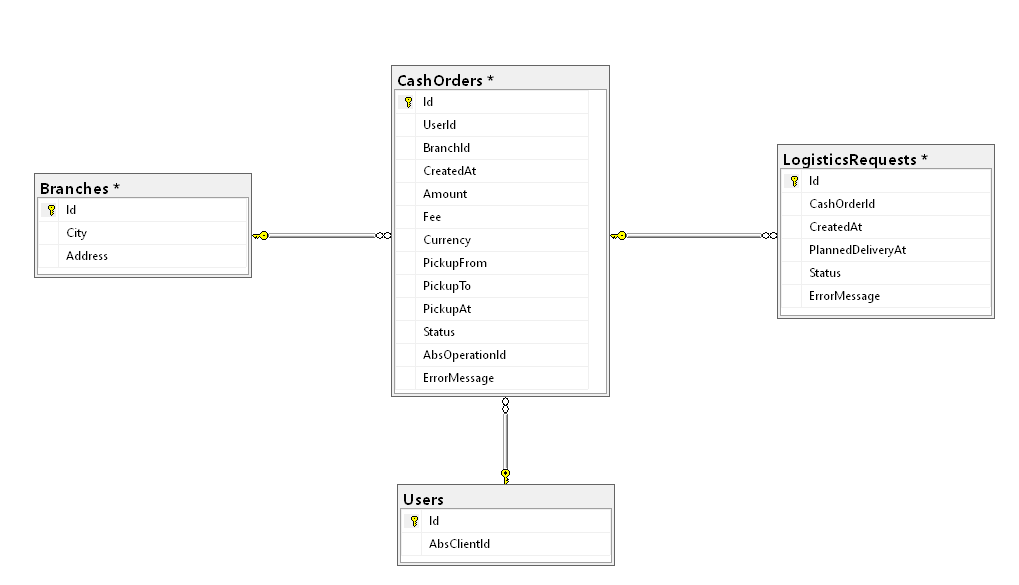 CashOrders *
Id
UserId
BranchId
CreatedAt
Amount
Fee
Currency
PickupFrom
PickupTo
PickupAt
Status
AbsOperationId
ErrorMessage
Branches *
Id
City
Address
LogisticsRequests *
Id
CashOrderId
CreatedAt
PlannedDeliveryAt
Status
ErrorMessage
Users
Id
AbsClientId